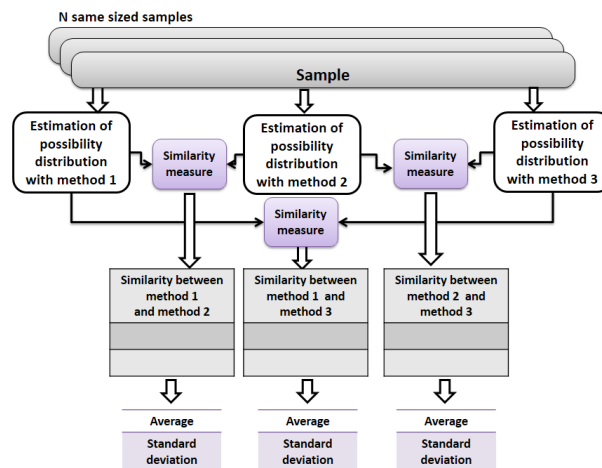 N same sized samples
Sample
Estimation of
possibility
distribution
with method 1
Similarity
measure
Estimation of
possibility
distribution
with method 2
Similarity
measure
Estimation of
possibility
distribution
with method 3
Similarity
measure
Similarity between
method 1
and method 2
Similarity between
method 1 and
method 3
Similarity between
method 2 and
method 3
Average
Standard
deviation
Average
Standard
deviation
Average
Standard
deviation